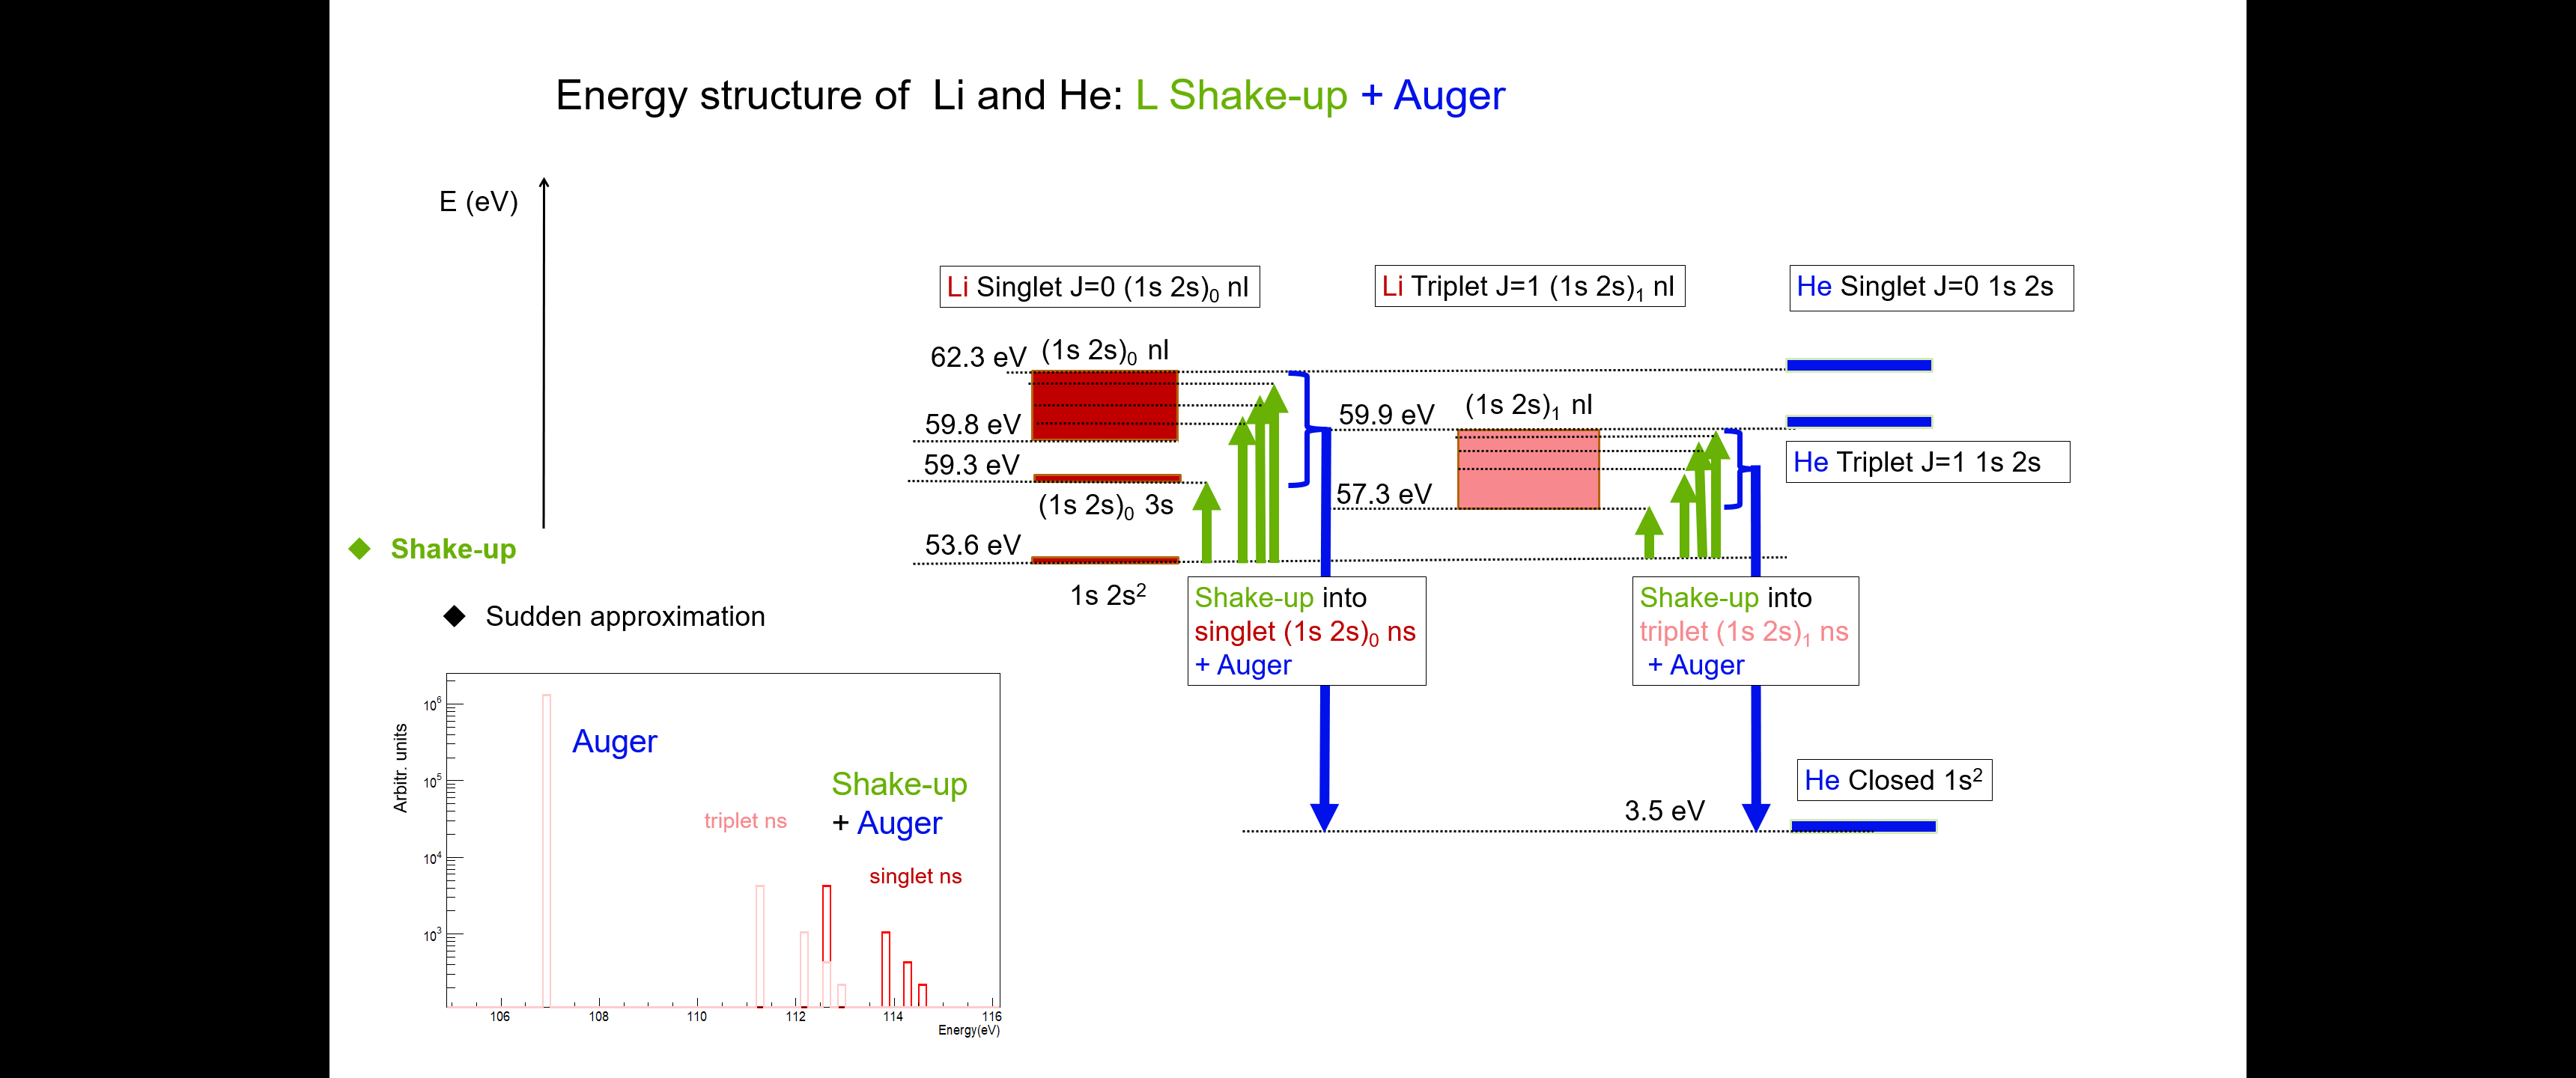 Energy structure of Li and He: L Shake-up + Auger
E (eV)
Li Singlet J=0 (1s 2s)₀ nl
Li Triplet J=1 (1s 2s)₁ nl
He Singlet J=0 1s 2s
62.3 eV
(1s 2s)₀ nl
59.8 eV
59.3 eV
(1s 2s)₀ 3s
53.6 eV
1s 2s²
59.9 eV
(1s 2s)₁ nl
57.3 eV
He Triplet J=1 1s 2s
Shake-up
Sudden approximation
Shake-up into
singlet (1s 2s)₀ ns
+ Auger
Shake-up into
triplet (1s 2s)₁ ns
+ Auger
He Closed 1s²
3.5 eV
Arbitr. units
10⁶
10⁵
10⁴
10³
Auger
Shake-up
+ Auger
triplet ns
singlet ns
106 108 110 112 114 116
Energy(eV)